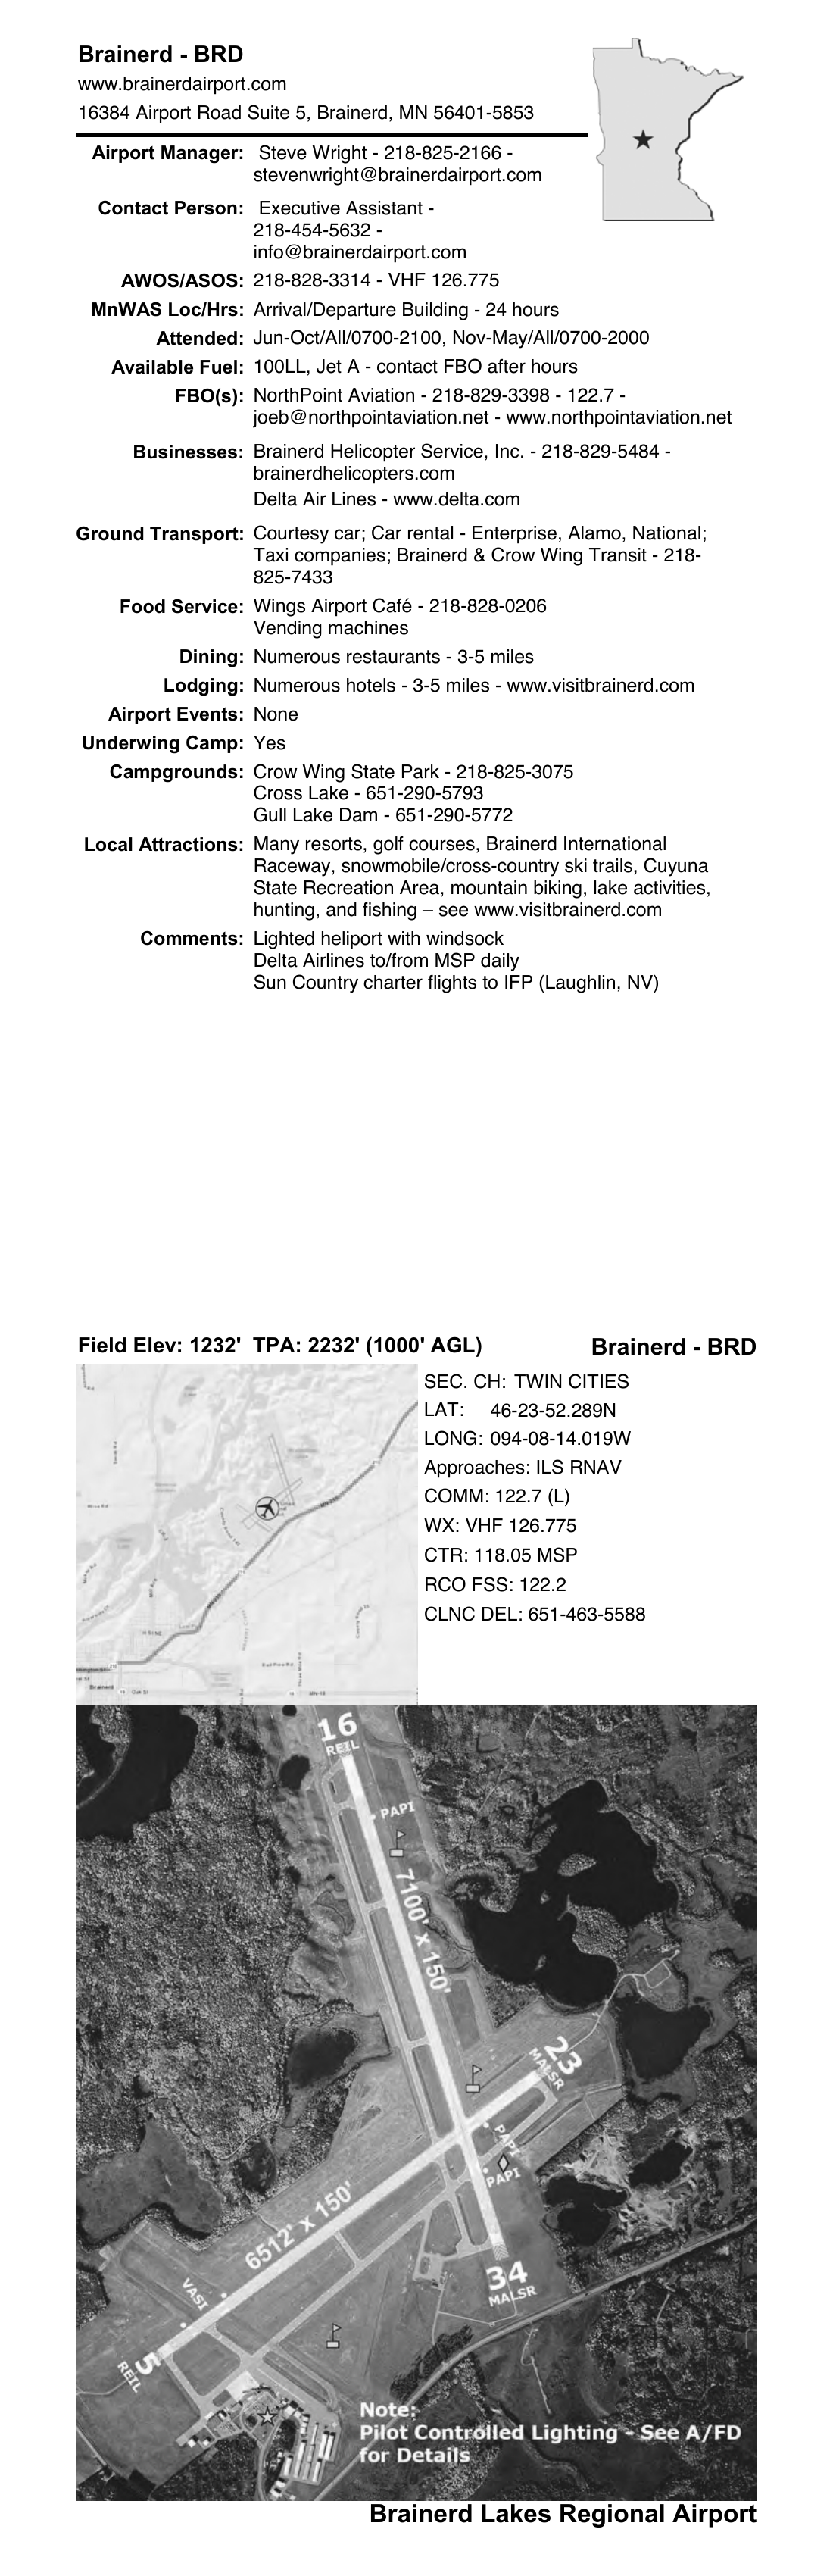 Brainerd - BRD
www.brainerdairport.com
16384 Airport Road Suite 5, Brainerd, MN 56401-5853
Airport Manager: Steve Wright - 218-825-2166 -
stevenwright@brainerdairport.com
Contact Person: Executive Assistant -
218-454-5632 -
info@brainerdairport.com
AWOS/ASOS: 218-828-3314 - VHF 126.775
MnWAS Loc/Hrs: Arrival/Departure Building - 24 hours
Attended: Jun-Oct/All/0700-2100, Nov-May/All/0700-2000
Available Fuel: 100LL, Jet A - contact FBO after hours
FBO(s): NorthPoint Aviation - 218-829-3398 - 122.7 -
joeb@northpointaviation.net - www.northpointaviation.net
Businesses: Brainerd Helicopter Service, Inc. - 218-829-5484 -
brainerdhelicopters.com
Delta Air Lines - www.delta.com
Ground Transport: Courtesy car; Car rental - Enterprise, Alamo, National;
Taxi companies; Brainerd & Crow Wing Transit - 218-
825-7433
Food Service: Wings Airport Café - 218-828-0206
Vending machines
Dining: Numerous restaurants - 3-5 miles
Lodging: Numerous hotels - 3-5 miles - www.visitbrainerd.com
Airport Events: None
Underwing Camp: Yes
Campgrounds: Crow Wing State Park - 218-825-3075
Cross Lake - 651-290-5793
Gull Lake Dam - 651-290-5772
Local Attractions: Many resorts, golf courses, Brainerd International
Raceway, snowmobile/cross-country ski trails, Cuyuna
State Recreation Area, mountain biking, lake activities,
hunting, and fishing – see www.visitbrainerd.com
Comments: Lighted heliport with windsock
Delta Airlines to/from MSP daily
Sun Country charter flights to IFP (Laughlin, NV)
Field Elev: 1232' TPA: 2232' (1000' AGL)
Brainerd - BRD
SEC. CH: TWIN CITIES
LAT: 46-23-52.289N
LONG: 094-08-14.019W
Approaches: ILS RNAV
COMM: 122.7 (L)
WX: VHF 126.775
CTR: 118.05 MSP
RCO FSS: 122.2
CLNC DEL: 651-463-5588
Brainerd
Oak St
16
REIL
PAPI
7100' x 150'
23
MALSR
PAPI
PAPI
6512' x 150'
34
MALSR
VASI
5
REIL
Note:
Pilot Controlled Lighting - See A/FD
for Details
Brainerd Lakes Regional Airport